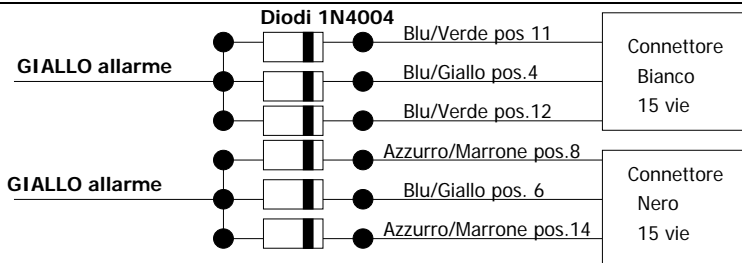 Diodi 1N4004
Blu/Verde pos 11
GIALLO allarme
Blu/Giallo pos.4
Blu/Verde pos.12
Connettore
Bianco
15 vie
Azzurro/Marrone pos.8
GIALLO allarme
Blu/Giallo pos. 6
Azzurro/Marrone pos.14
Connettore
Nero
15 vie